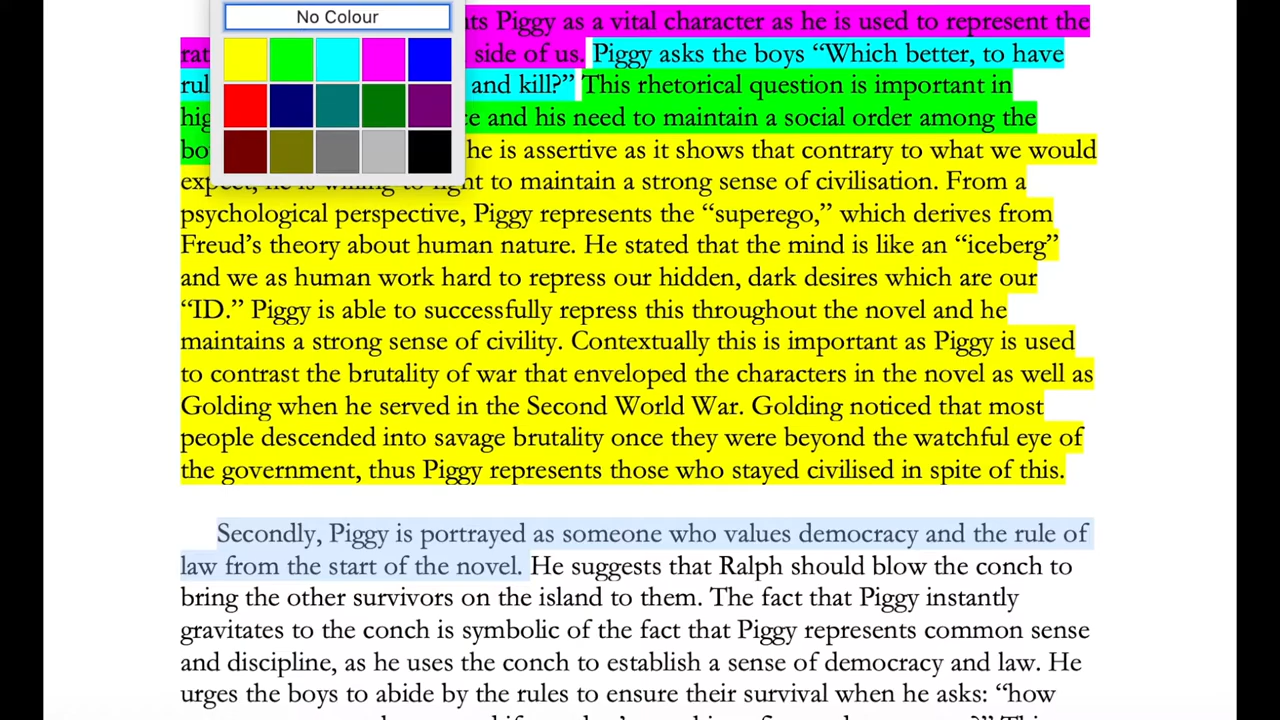 No Colour
ts Piggy as a vital character as he is used to represent the
rat side of us. Piggy asks the boys “Which better, to have
rul and kill?” This rhetorical question is important in
hig e and his need to maintain a social order among the
bo he is assertive as it shows that contrary to what we would
expect, he is willing to fight to maintain a strong sense of civilisation. From a
psychological perspective, Piggy represents the “superego,” which derives from
Freud’s theory about human nature. He stated that the mind is like an “iceberg”
and we as human work hard to repress our hidden, dark desires which are our
“ID.” Piggy is able to successfully repress this throughout the novel and he
maintains a strong sense of civility. Contextually this is important as Piggy is used
to contrast the brutality of war that enveloped the characters in the novel as well as
Golding when he served in the Second World War. Golding noticed that most
people descended into savage brutality once they were beyond the watchful eye of
the government, thus Piggy represents those who stayed civilised in spite of this.
Secondly, Piggy is portrayed as someone who values democracy and the rule of
law from the start of the novel. He suggests that Ralph should blow the conch to
bring the other survivors on the island to them. The fact that Piggy instantly
gravitates to the conch is symbolic of the fact that Piggy represents common sense
and discipline, as he uses the conch to establish a sense of democracy and law. He
urges the boys to abide by the rules to ensure their survival when he asks: “how